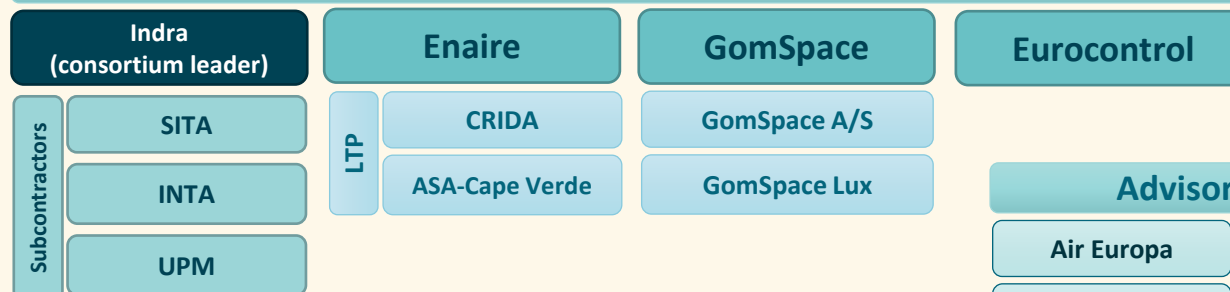 Indra
(consortium leader)
Enaire
GomSpace
Eurocontrol
Subcontractors
SITA
INTA
UPM
LTP
CRIDA
ASA-Cape Verde
GomSpace A/S
GomSpace Lux
Advisor
Air Europa